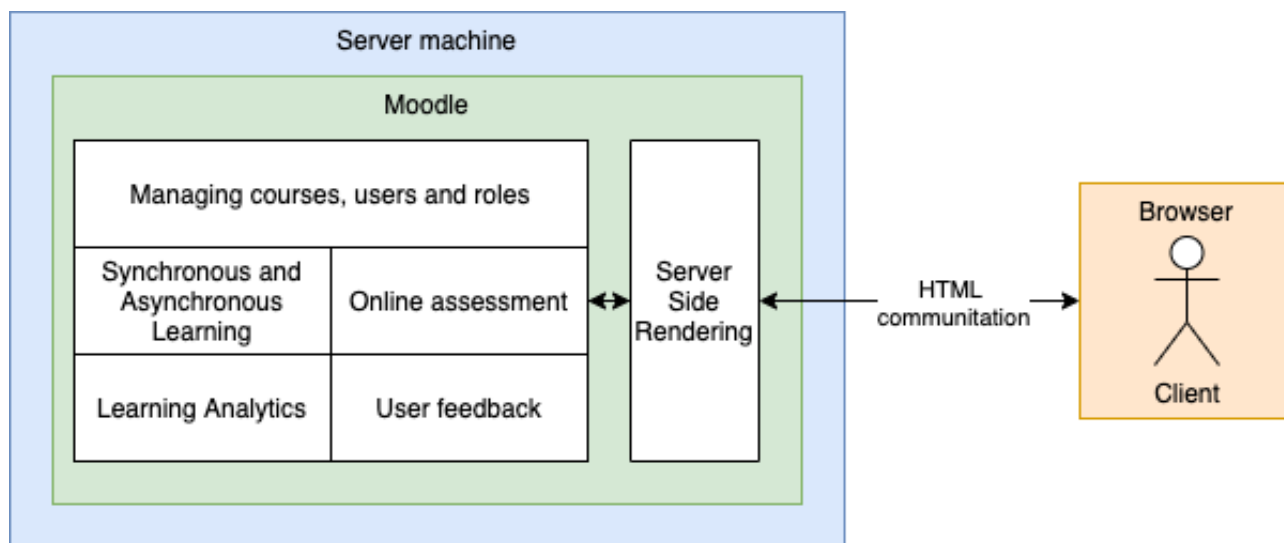 Server machine
Moodle
Managing courses, users and roles
Synchronous and
Asynchronous
Learning
Online assessment
Learning Analytics
User feedback
Server
Side
Rendering
HTML
communitation
Browser
Client